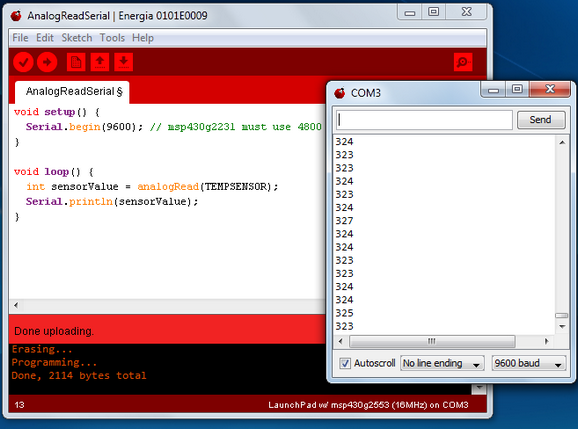 AnalogReadSerial | Energia 0101E0009
File Edit Sketch Tools Help
AnalogReadSerial §
void setup() {
Serial.begin(9600); // msp430g2231 must use 4800
}
void loop() {
int sensorValue = analogRead(TEMPSENSOR);
Serial.println(sensorValue);
}
Done uploading.
Erasing...
Programming...
Done, 2114 bytes total
13
LaunchPad w/ msp430g2553 (16MHz) on COM3
COM3
Send
324
323
323
324
323
324
327
324
324
323
323
324
324
325
323
Autoscroll
No line ending
9600 baud